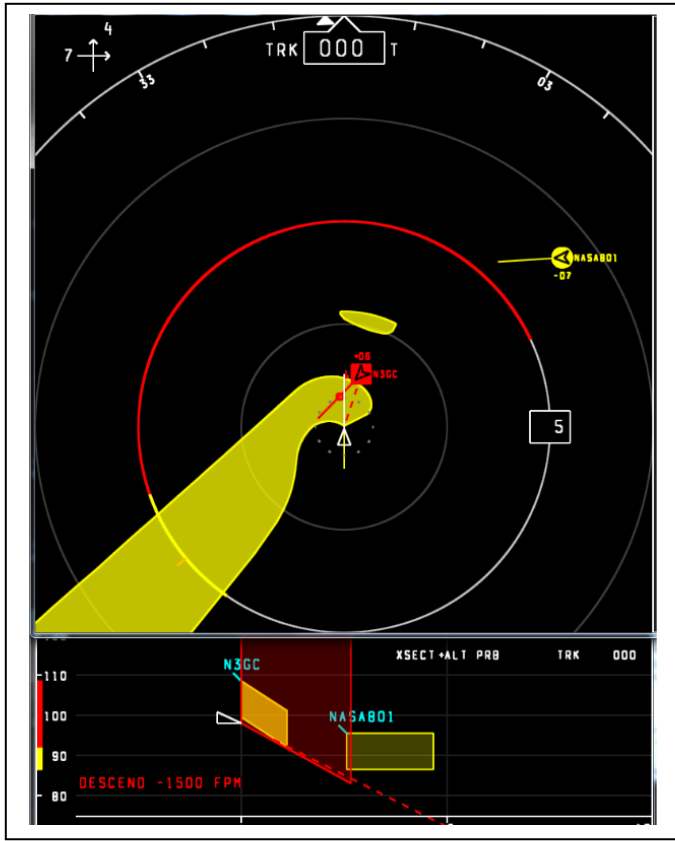 4
7
TRK 000 T
33
03
NASA801
-07
+06
N3GC
5
XSECT+ALT PRB TRK 000
N3GC
110
NASA801
100
90
DESCEND -1500 FPM
80